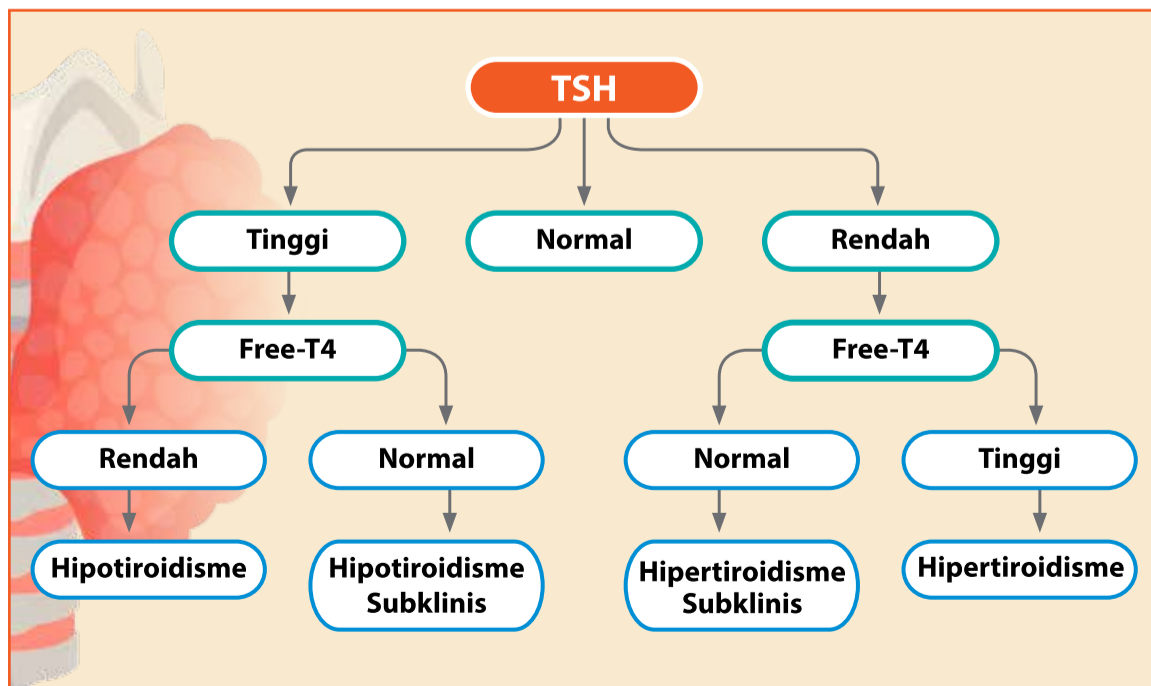 TSH
Tinggi
Normal
Rendah
Free-T4
Free-T4
Rendah
Normal
Normal
Tinggi
Hipotiroidisme
Hipotiroidisme
Subklinis
Hipertiroidisme
Subklinis
Hipertiroidisme